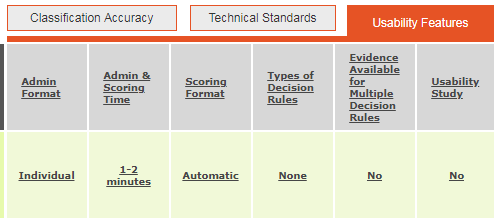 Classification Accuracy
Technical Standards
Usability Features
Admin
Format
Admin &
Scoring
Time
Scoring
Format
Types of
Decision
Rules
Evidence
Available
for
Multiple
Decision
Rules
Usability
Study
Individual
1-2
minutes
Automatic
None
No
No